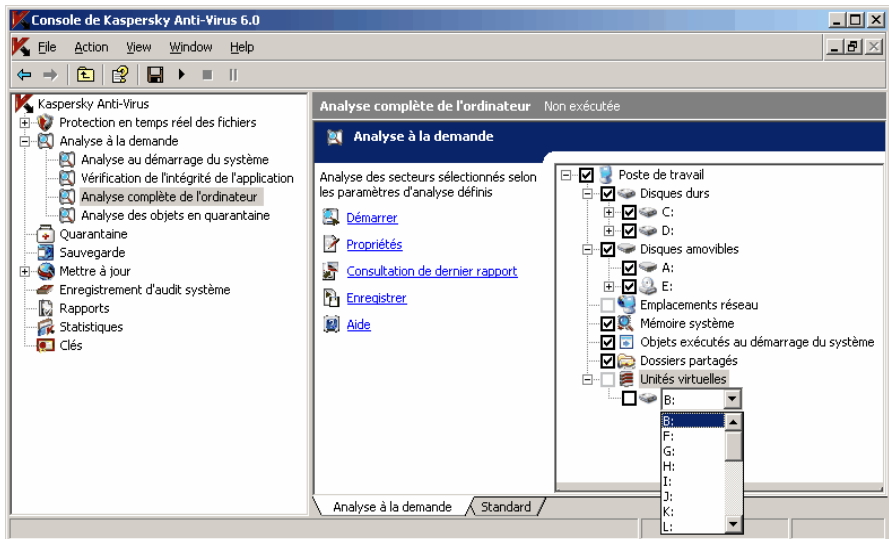 Console de Kaspersky Anti-Virus 6.0
File Action View Window Help
Kaspersky Anti-Virus
Protection en temps réel des fichiers
Analyse à la demande
Analyse au démarrage du système
Vérification de l'intégrité de l'application
Analyse complète de l'ordinateur
Analyse des objets en quarantaine
Quarantaine
Sauvegarde
Mettre à jour
Enregistrement d'audit système
Rapports
Statistiques
Clés
Analyse complète de l'ordinateur Non exécutée
Analyse à la demande
Analyse des secteurs sélectionnés selon
les paramètres d'analyse définis
Démarrer
Propriétés
Consultation de dernier rapport
Enregistrer
Aide
Poste de travail
Disques durs
C:
D:
Disques amovibles
A:
E:
Emplacements réseau
Mémoire système
Objets exécutés au démarrage du système
Dossiers partagés
Unités virtuelles
B:
B:
F:
G:
H:
I:
J:
K:
L:
Analyse à la demande Standard